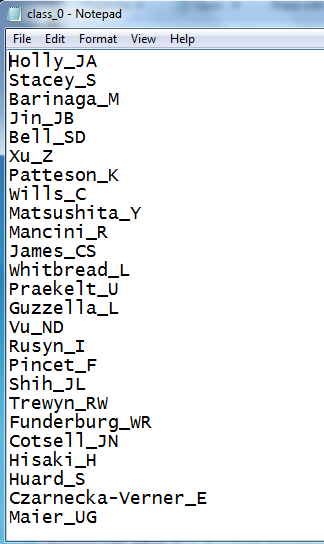 class_0 - Notepad
File Edit Format View Help
Holly_JA
Stacey_S
Barinaga_M
Jin_JB
Bell_SD
Xu_Z
Patteson_K
Wills_C
Matsushita_Y
Mancini_R
James_CS
Whitbread_L
Praekelt_U
Guzzella_L
Vu_ND
Rusyn_I
Pincet_F
Shih_JL
Trewyn_RW
Funderburg_WR
Cotsell_JN
Hisaki_H
Huard_S
Czarnecka-Verner_E
Maier_UG